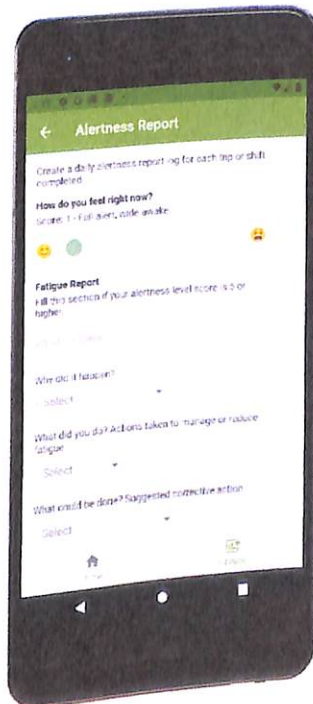 Alertness Report
Create a daily alertness report log for each trip or shift
completed
How do you feel right now?
Score: 1 - Full alert, wide awake
Fatigue Report
Fill this section if your alertness level score is 5 or
higher.
Why did it happen?
Select
What did you do? Actions taken to manage or reduce
fatigue
Select
What could be done? Suggested corrective action
Select